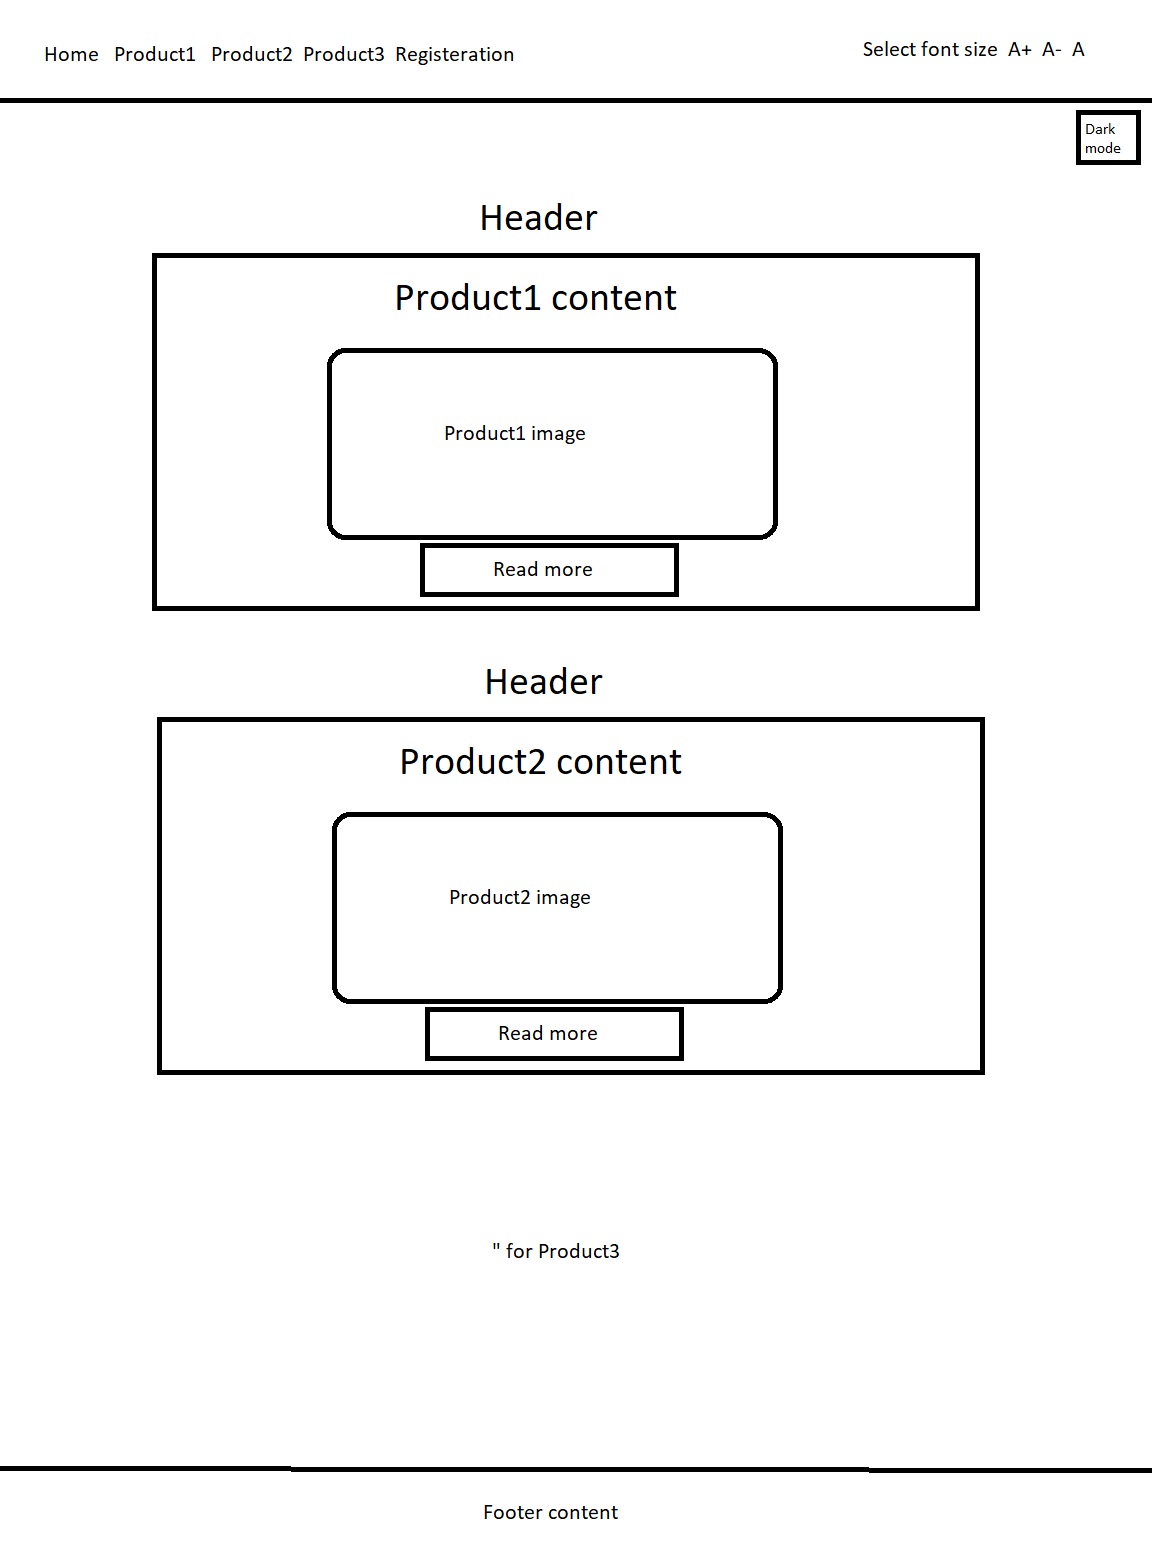 Home Product1 Product2 Product3 Registeration
Select font size A+ A- A
Dark
mode
Header
Product1 content
Product1 image
Read more
Header
Product2 content
Product2 image
Read more
" for Product3
Footer content